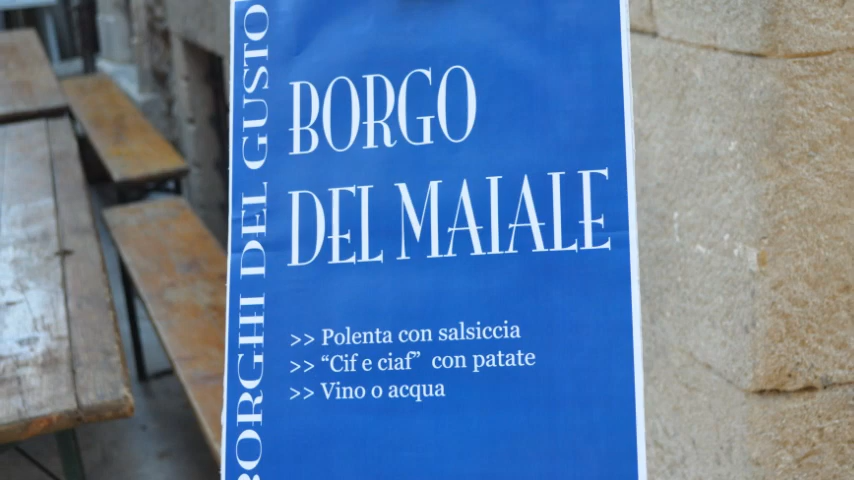 BORGHI DEL GUSTO
BORGO
DEL MAIALE
>> Polenta con salsiccia
>> “Cif e ciaf”  con patate
>> Vino o acqua